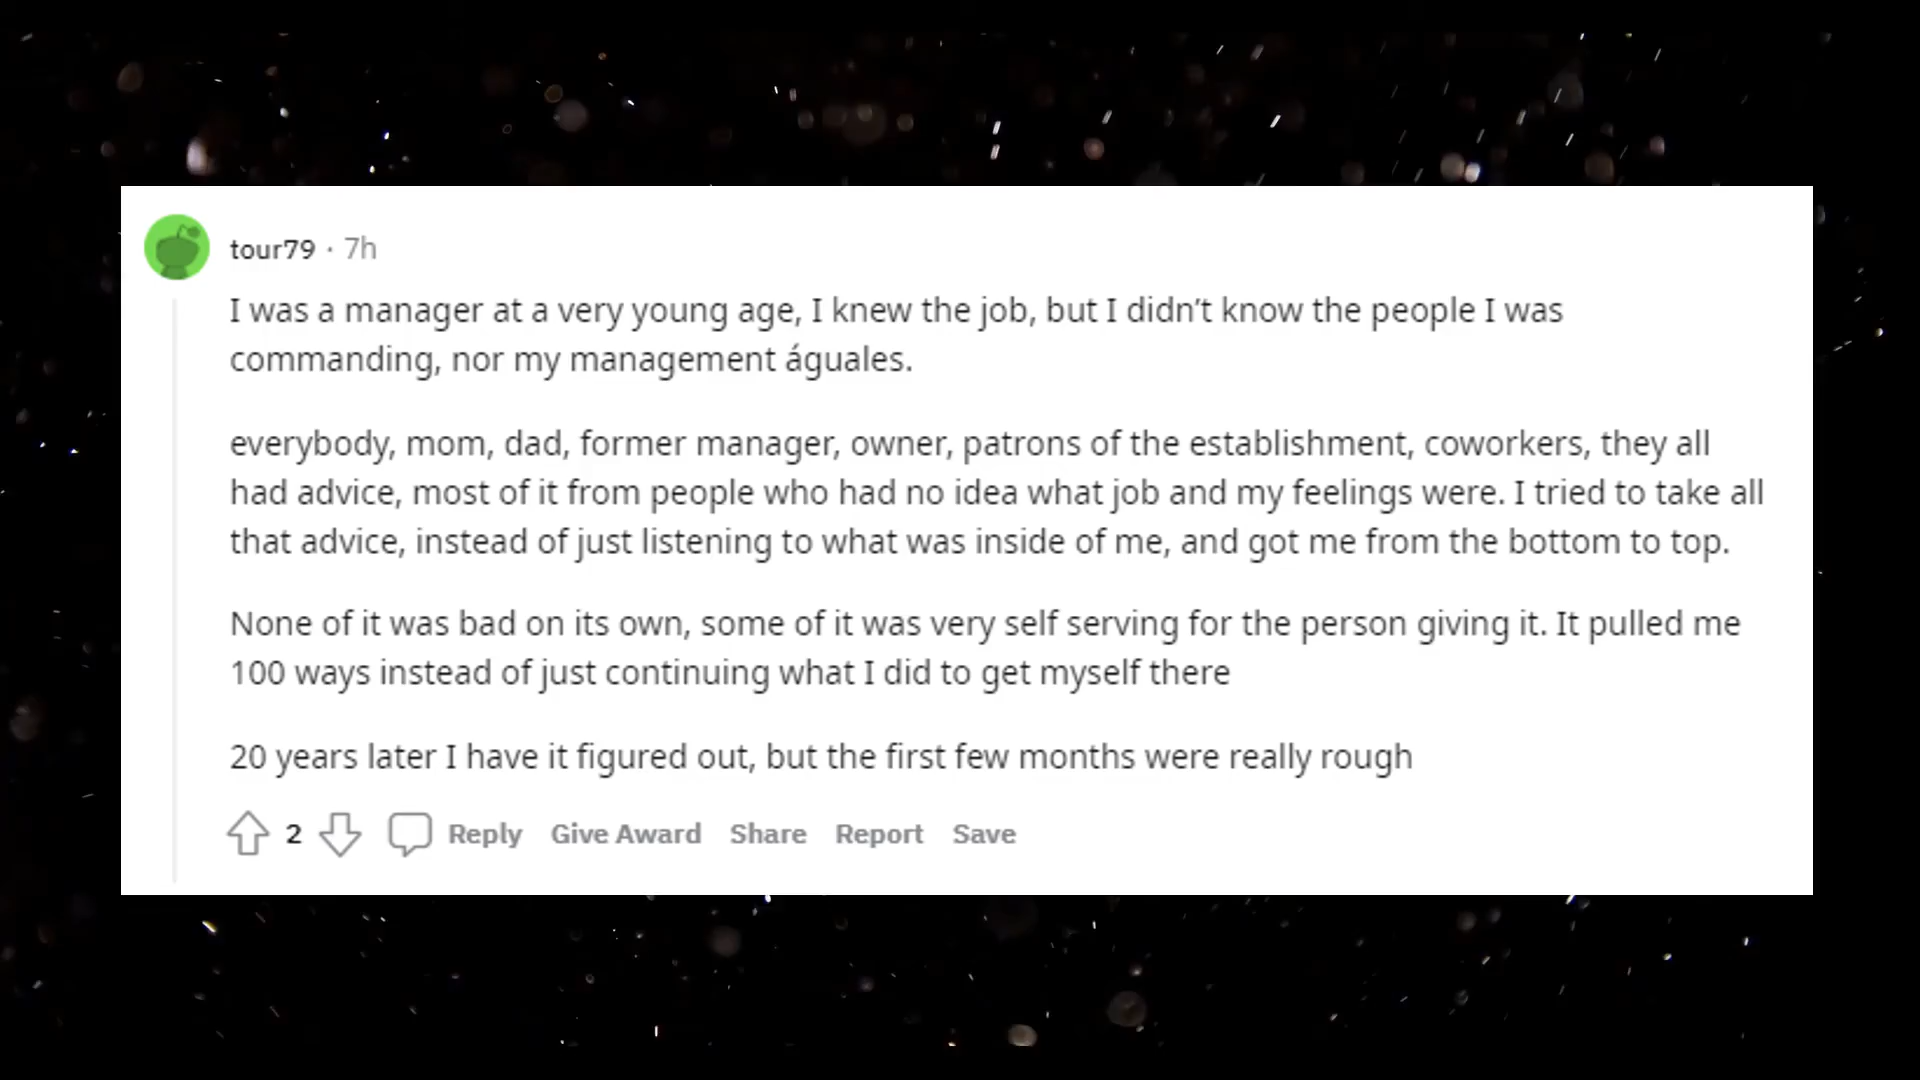 tour79 · 7h
I was a manager at a very young age, I knew the job, but I didn’t know the people I was
commanding, nor my management águales.
everybody, mom, dad, former manager, owner, patrons of the establishment, coworkers, they all
had advice, most of it from people who had no idea what job and my feelings were. I tried to take all
that advice, instead of just listening to what was inside of me, and got me from the bottom to top.
None of it was bad on its own, some of it was very self serving for the person giving it. It pulled me
100 ways instead of just continuing what I did to get myself there
20 years later I have it figured out, but the first few months were really rough
2 Reply Give Award Share Report Save